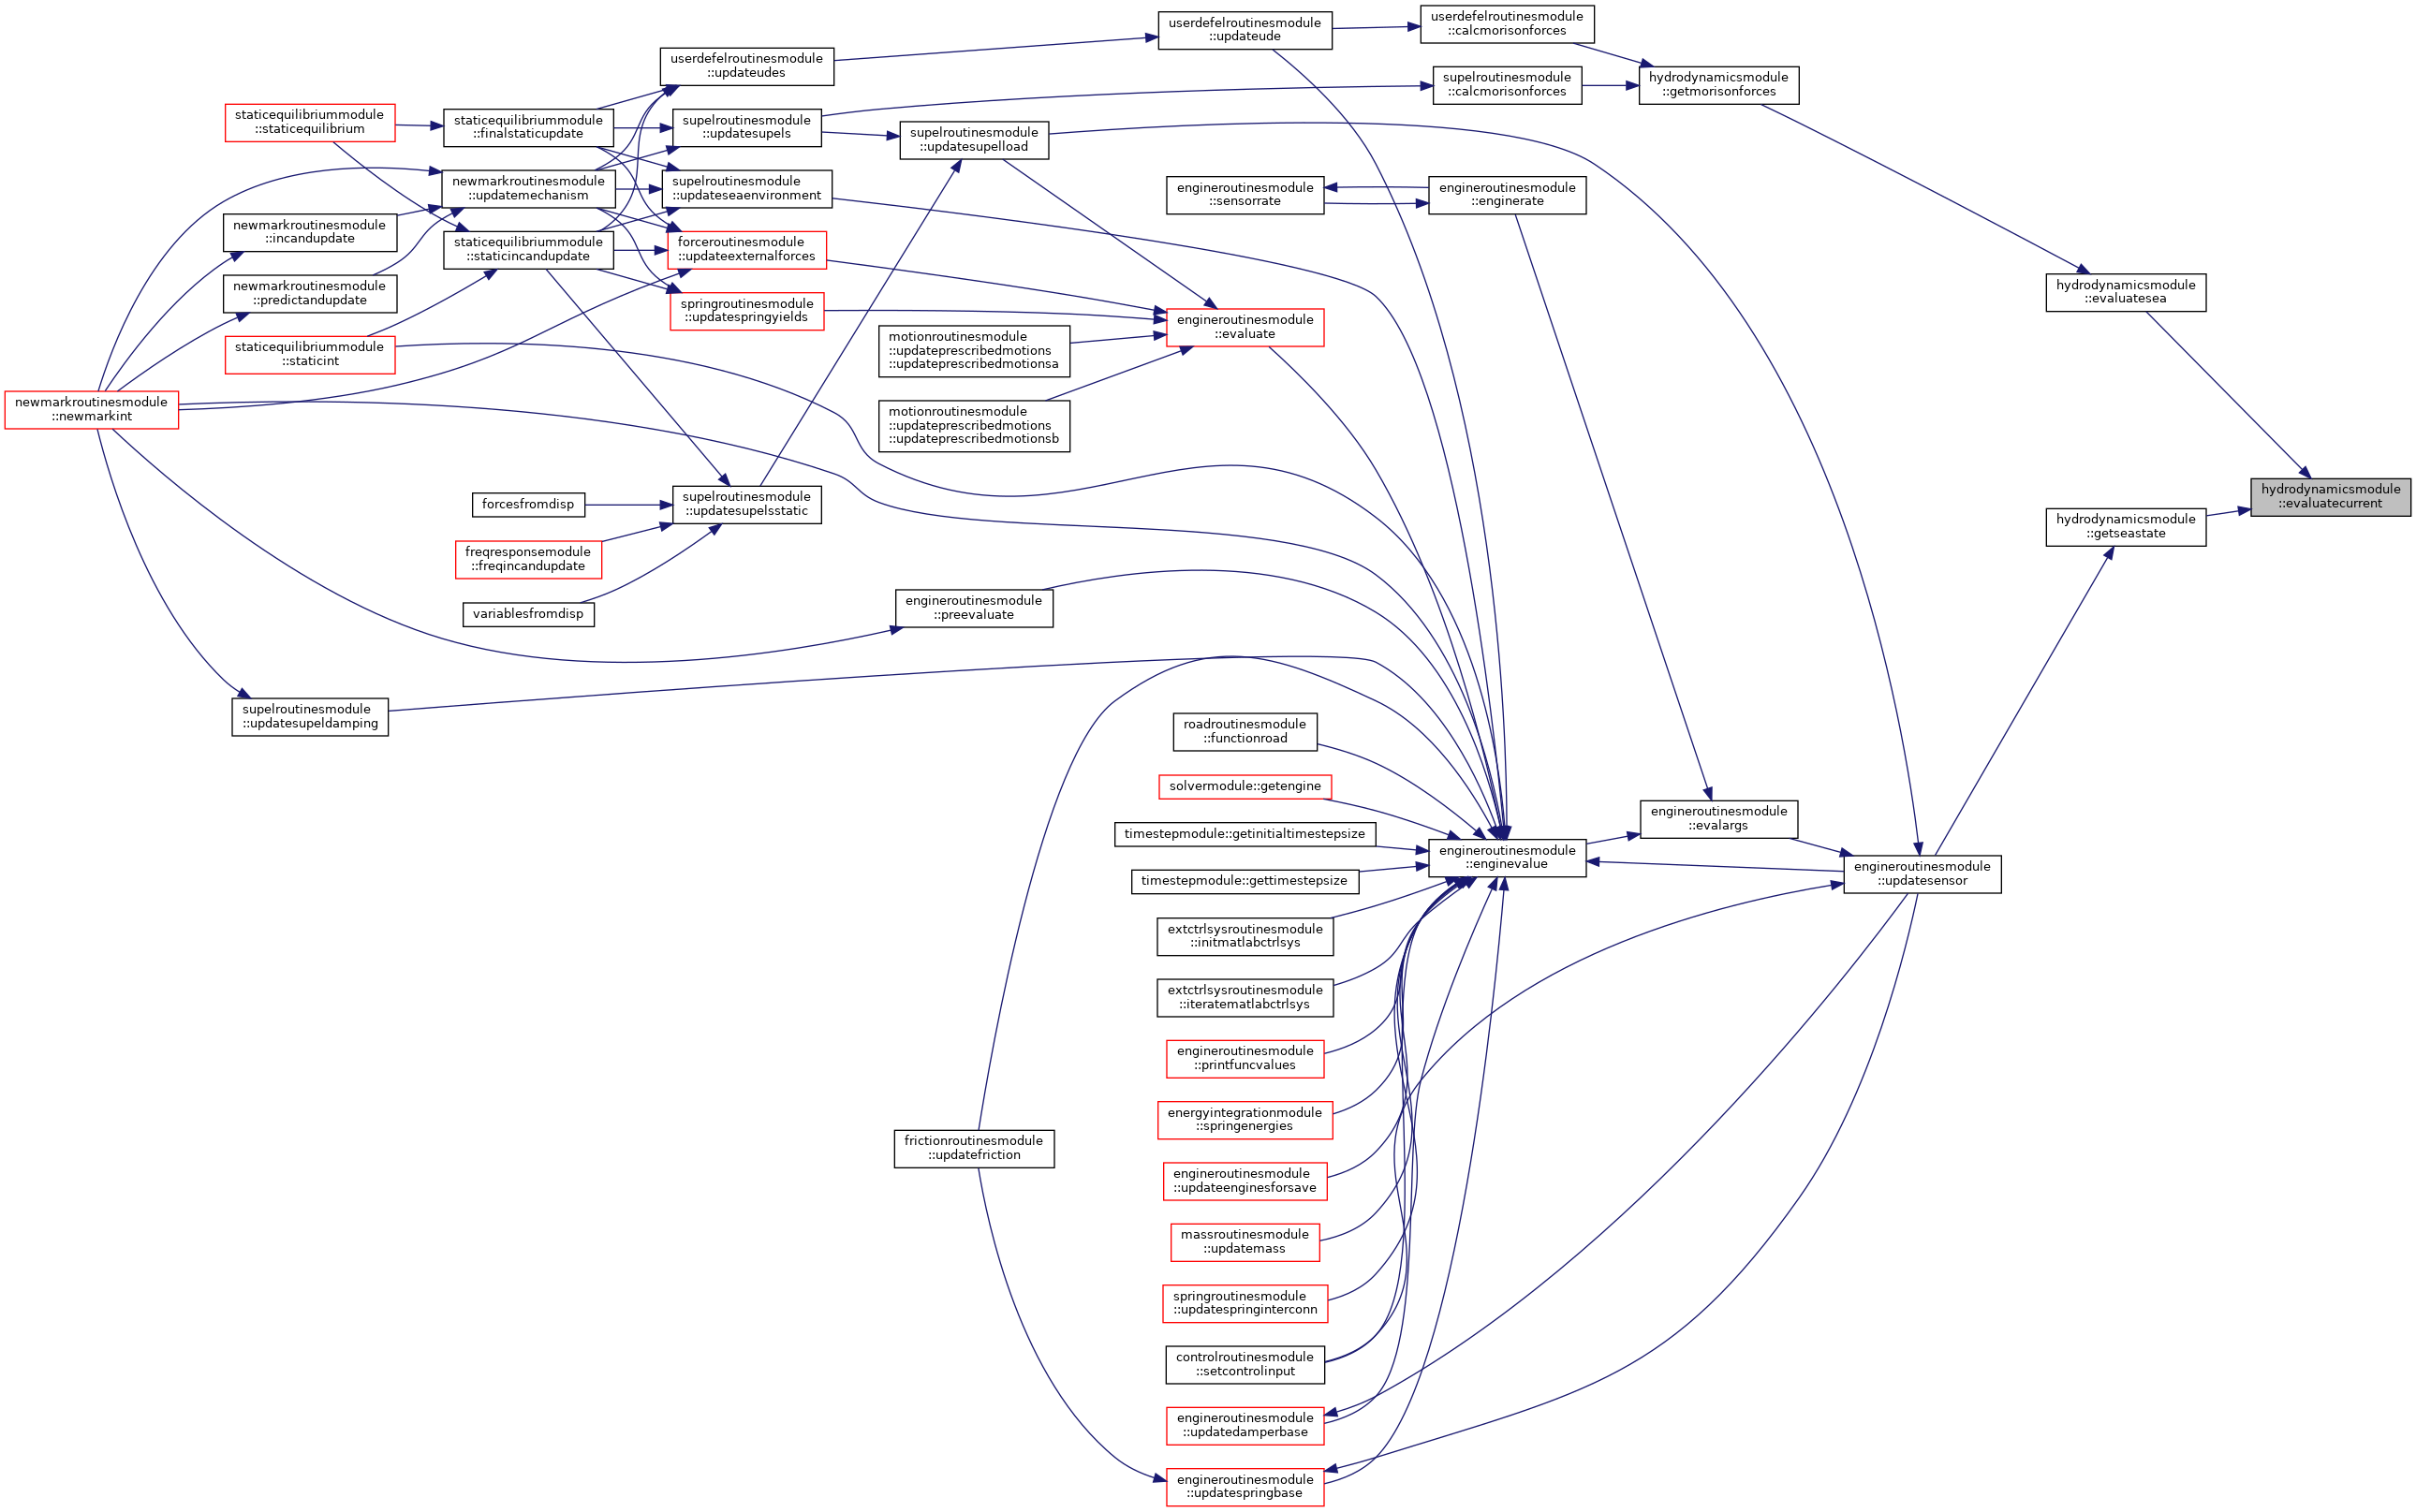 userdefelroutinesmodule
::updateude
userdefelroutinesmodule
::calcmorisonforces
userdefelroutinesmodule
::updateudes
hydrodynamicsmodule
::getmorisonforces
supelroutinesmodule
::calcmorisonforces
staticequilibriummodule
::staticequilibrium
staticequilibriummodule
::finalstaticupdate
supelroutinesmodule
::updatesupels
supelroutinesmodule
::updatesupelload
newmarkroutinesmodule
::updatemechanism
supelroutinesmodule
::updateseaenvironment
engineroutinesmodule
::sensorrate
engineroutinesmodule
::enginerate
newmarkroutinesmodule
::incandupdate
staticequilibriummodule
::staticincandupdate
forceroutinesmodule
::updateexternalforces
newmarkroutinesmodule
::predictandupdate
springroutinesmodule
::updatespringyields
hydrodynamicsmodule
::evaluatesea
engineroutinesmodule
::evaluate
staticequilibriummodule
::staticint
motionroutinesmodule
::updateprescribedmotions
::updateprescribedmotionsa
newmarkroutinesmodule
::newmarkint
motionroutinesmodule
::updateprescribedmotions
::updateprescribedmotionsb
hydrodynamicsmodule
::evaluatecurrent
supelroutinesmodule
::updatesupelsstatic
forcesfromdisp
hydrodynamicsmodule
::getseastate
freqresponsemodule
::freqincandupdate
variablesfromdisp
engineroutinesmodule
::preevaluate
supelroutinesmodule
::updatesupeldamping
roadroutinesmodule
::functionroad
solvermodule::getengine
engineroutinesmodule
::evalargs
timestepmodule::getinitialtimestepsize
engineroutinesmodule
::enginevalue
engineroutinesmodule
::updatesensor
timestepmodule::gettimestepsize
extctrlsysroutinesmodule
::initmatlabctrlsys
extctrlsysroutinesmodule
::iteratematlabctrlsys
engineroutinesmodule
::printfuncvalues
energyintegrationmodule
::springenergies
frictionroutinesmodule
::updatefriction
engineroutinesmodule
::updateenginesforsave
massroutinesmodule
::updatemass
springroutinesmodule
::updatespringinterconn
controlroutinesmodule
::setcontrolinput
engineroutinesmodule
::updatedamperbase
engineroutinesmodule
::updatespringbase